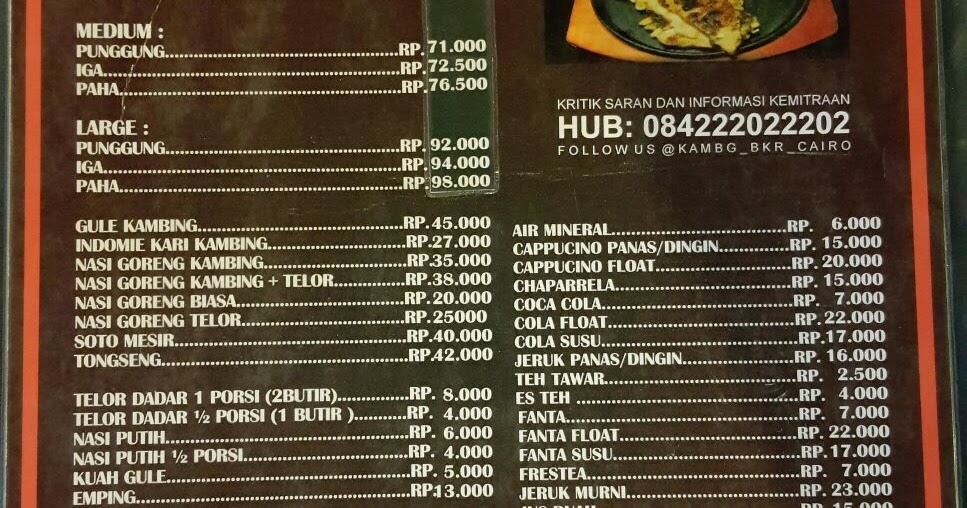 MEDIUM :
PUNGGUNG RP. 71.000
IGA RP. 72.500
PAHA RP. 76.500
LARGE :
PUNGGUNG RP. 92.000
IGA RP. 94.000
PAHA RP. 98.000
GULE KAMBING RP. 45.000
INDOMIE KARI KAMBING RP. 27.000
NASI GORENG KAMBING RP. 35.000
NASI GORENG KAMBING + TELOR RP. 38.000
NASI GORENG BIASA RP. 20.000
NASI GORENG TELOR RP. 25000
SOTO MESIR RP. 40.000
TONGSENG RP. 42.000
TELOR DADAR 1 PORSI (2BUTIR) RP. 8.000
TELOR DADAR ½ PORSI (1 BUTIR ) RP. 4.000
NASI PUTIH RP. 6.000
NASI PUTIH ½ PORSI RP. 4.000
KUAH GULE RP. 5.000
EMPING RP. 13.000
KRITIK SARAN DAN INFORMASI KEMITRAAN
HUB: 084222022202
FOLLOW US @KAMBG_BKR_CAIRO
AIR MINERAL RP. 6.000
CAPPUCINO PANAS/DINGIN RP. 15.000
CAPPUCINO FLOAT RP. 20.000
CHAPARRELA RP. 15.000
COCA COLA RP. 7.000
COLA FLOAT RP. 22.000
COLA SUSU RP. 17.000
JERUK PANAS/DINGIN RP. 16.000
TEH TAWAR RP. 2.500
ES TEH RP. 4.000
FANTA RP. 7.000
FANTA FLOAT RP. 22.000
FANTA SUSU RP. 17.000
FRESTEA RP. 7.000
JERUK MURNI RP. 23.000